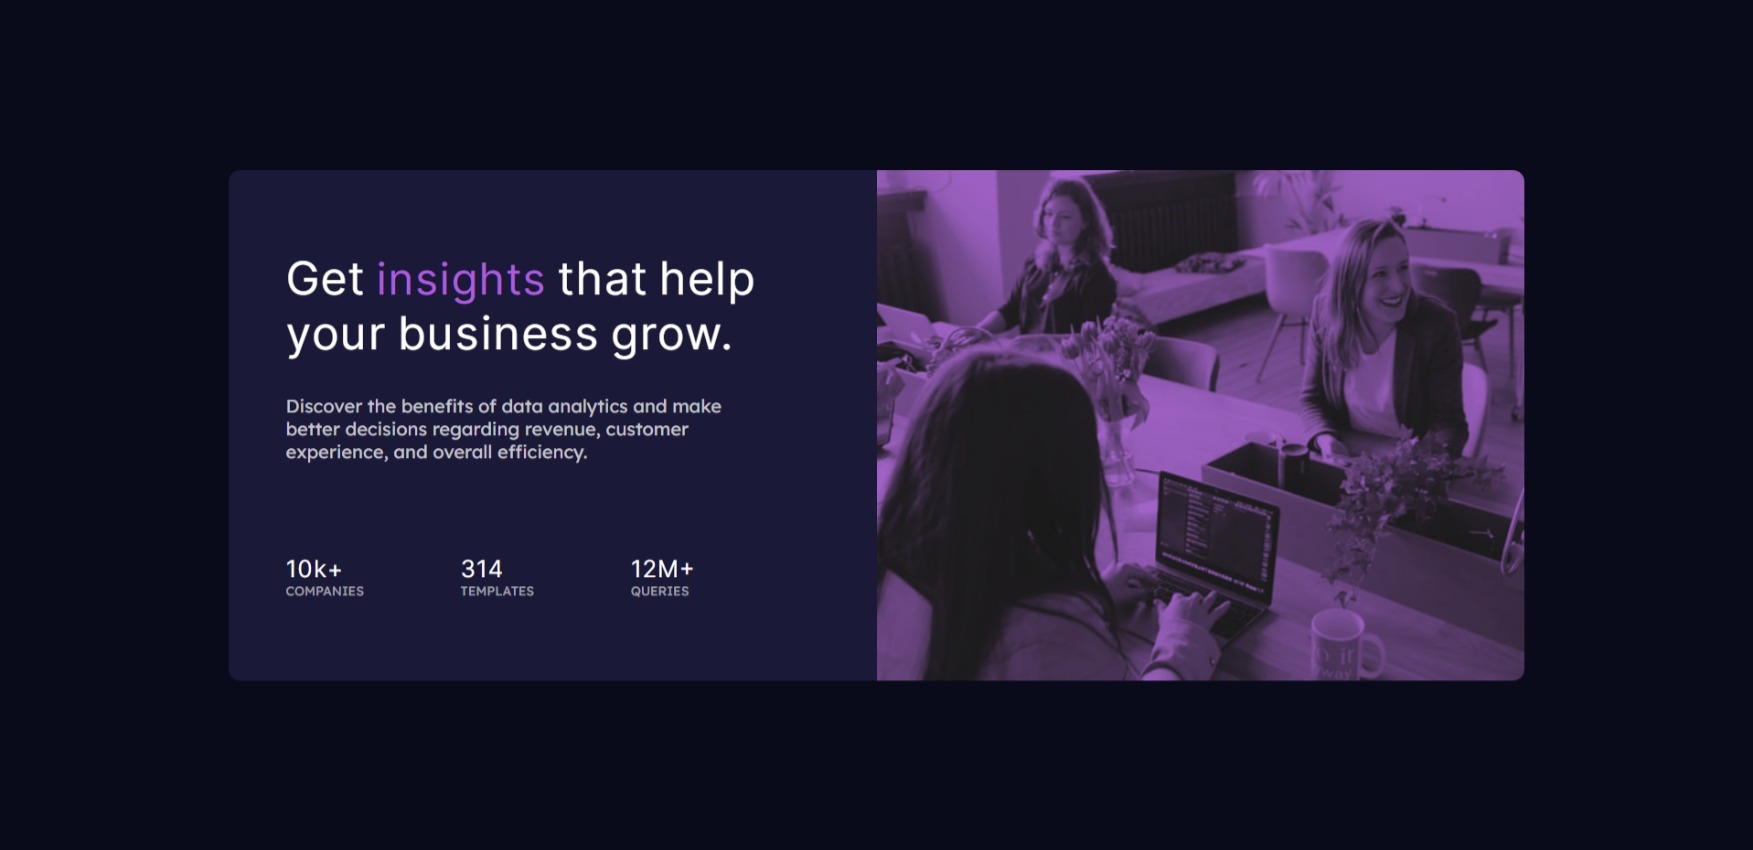 Get insights that help
your business grow.
Discover the benefits of data analytics and make
better decisions regarding revenue, customer
experience, and overall efficiency.
10k+ 314 12M+
COMPANIES TEMPLATES QUERIES